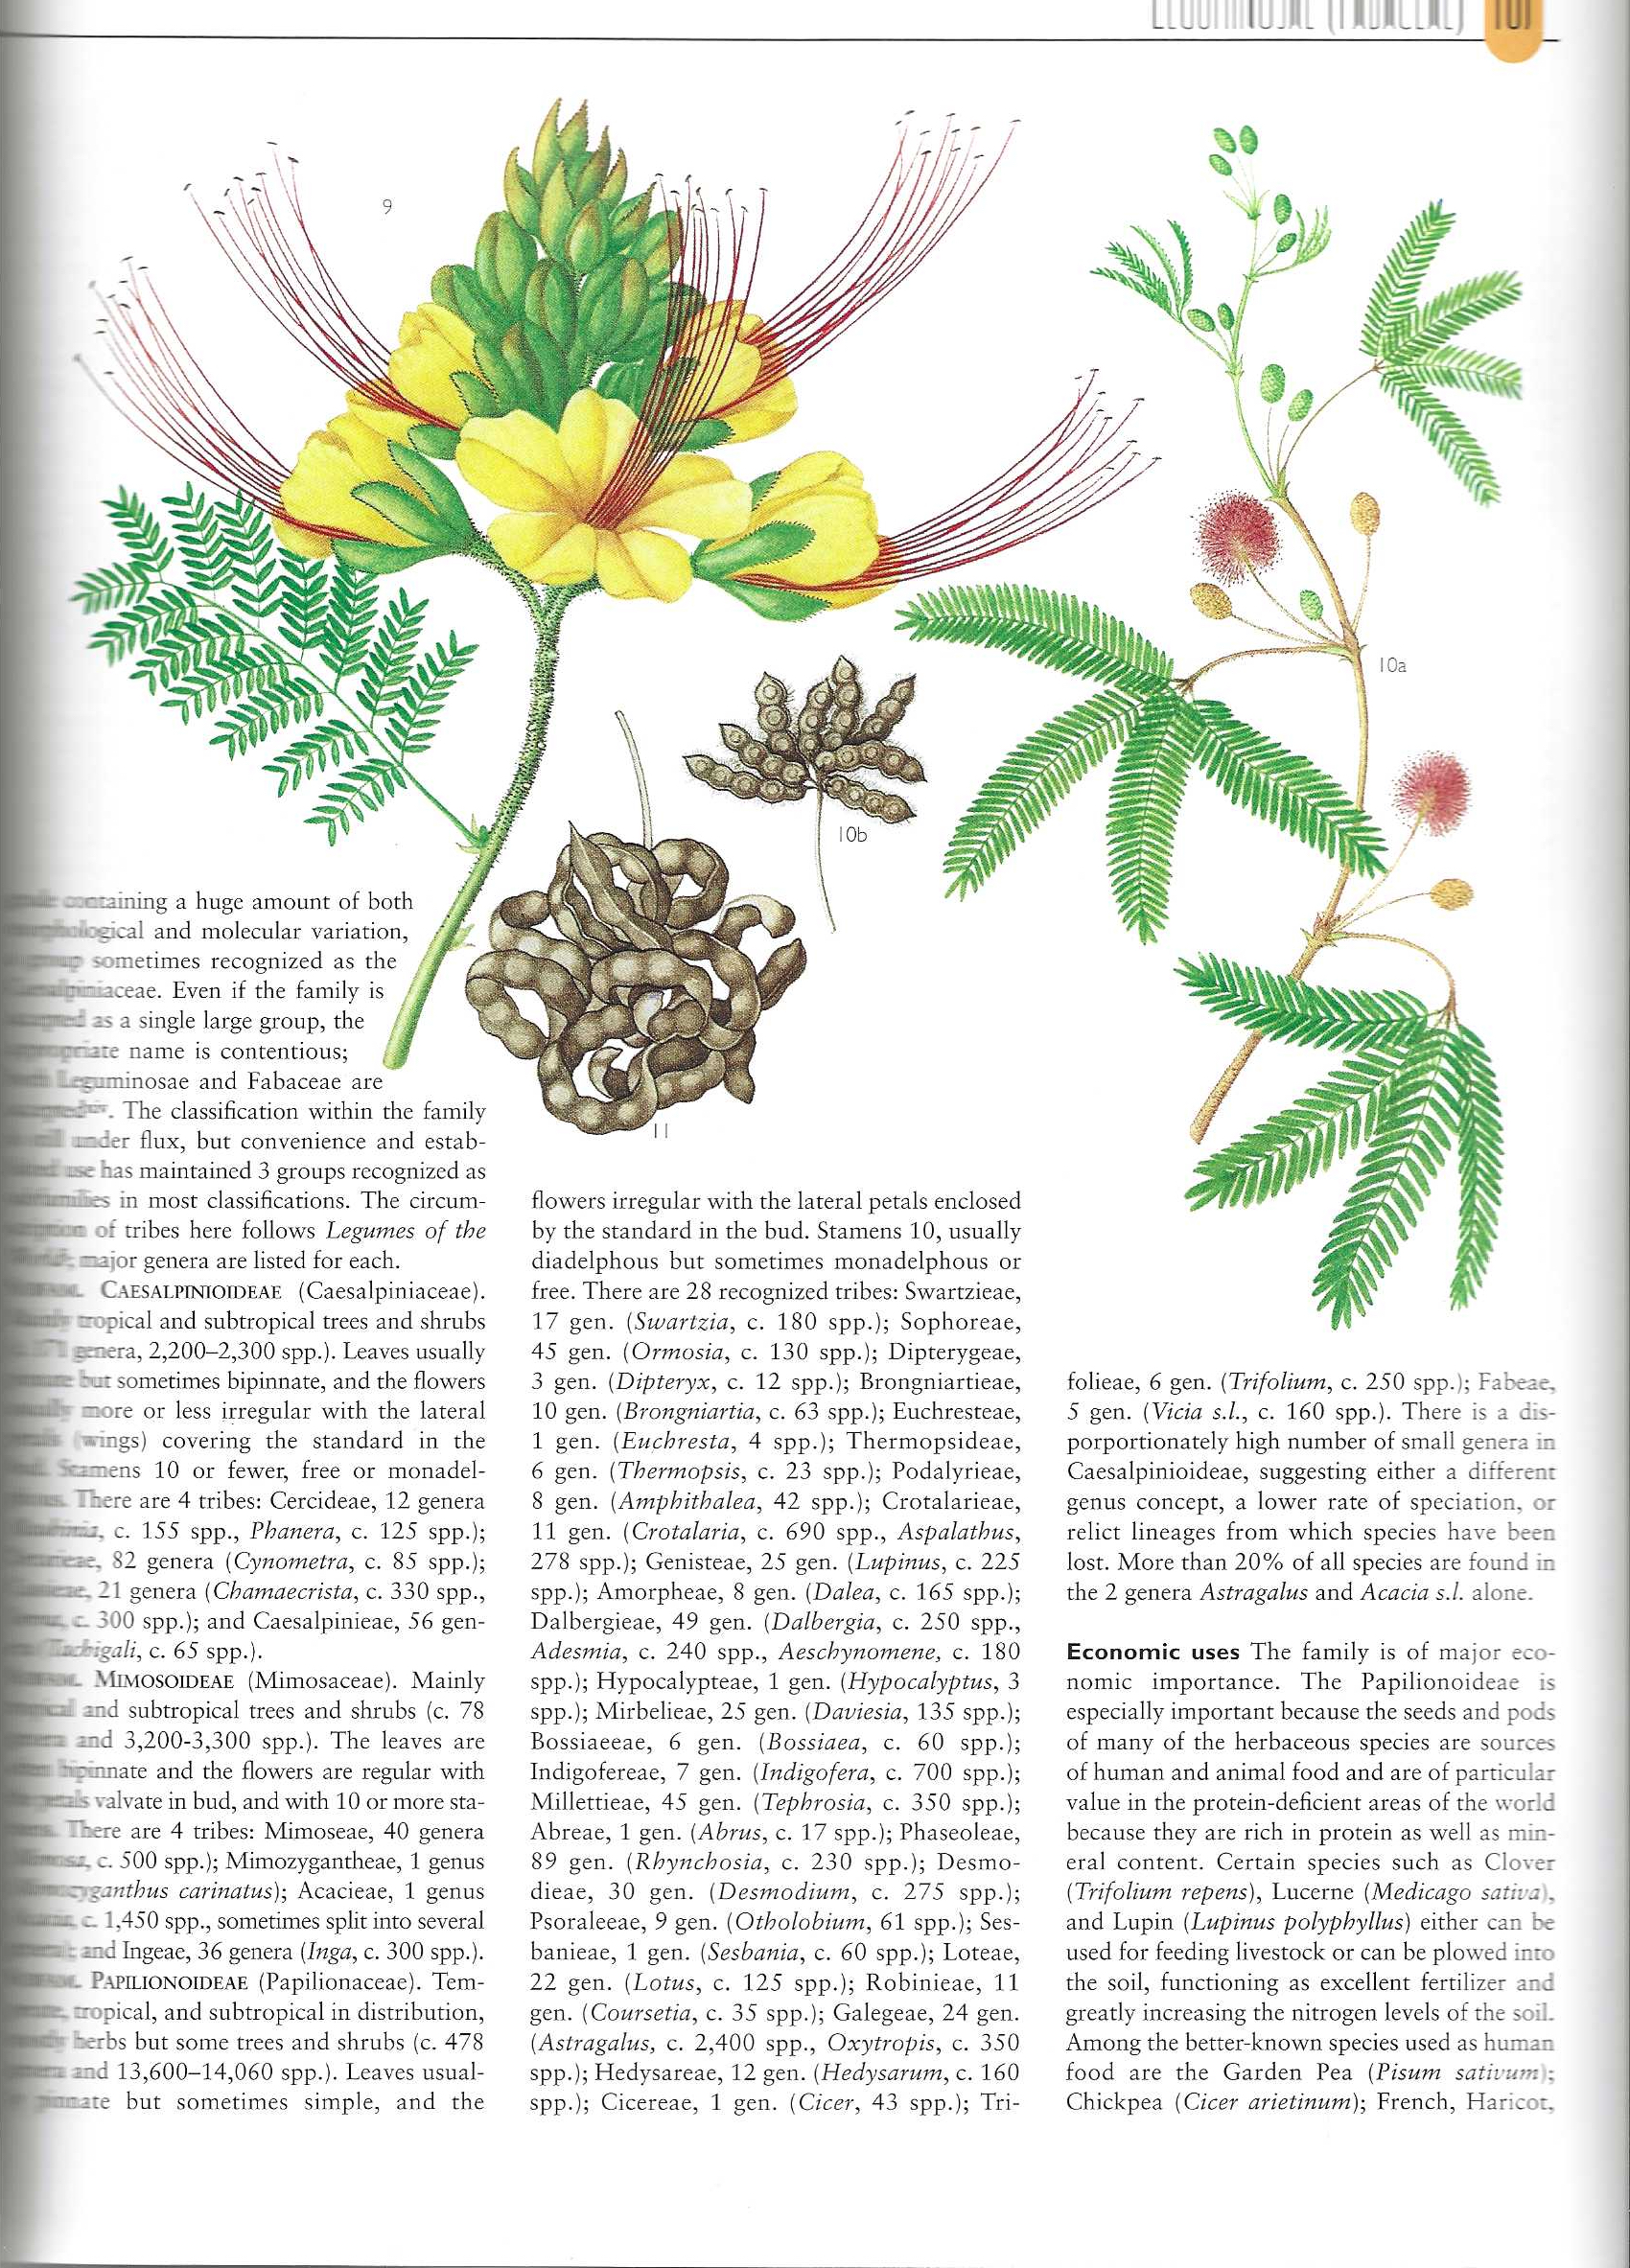 LEGUMINOSAE (FABACEAE)
9
10a
10b
11
containing a huge amount of both
and molecular variation,
sometimes recognized as the
Even if the family is
as a single large group, the
name is contentious;
Leguminosae and Fabaceae are
The classification within the family
under flux, but convenience and estab-
use has maintained 3 groups recognized as
in most classifications. The circum-
of tribes here follows Legumes of the
major genera are listed for each.
CAESALPINIOIDEAE (Caesalpiniaceae).
tropical and subtropical trees and shrubs
genera, 2,200–2,300 spp.). Leaves usually
but sometimes bipinnate, and the flowers
more or less irregular with the lateral
(wings) covering the standard in the
Stamens 10 or fewer, free or monadel-
There are 4 tribes: Cercideae, 12 genera
c. 155 spp., Phanera, c. 125 spp.);
82 genera (Cynometra, c. 85 spp.);
21 genera (Chamaecrista, c. 330 spp.,
c. 300 spp.); and Caesalpinieae, 56 gen-
c. 65 spp.).
MIMOSOIDEAE (Mimosaceae). Mainly
and subtropical trees and shrubs (c. 78
and 3,200-3,300 spp.). The leaves are
bipinnate and the flowers are regular with
valvate in bud, and with 10 or more sta-
There are 4 tribes: Mimoseae, 40 genera
c. 500 spp.); Mimozygantheae, 1 genus
carinatus); Acacieae, 1 genus
c. 1,450 spp., sometimes split into several
and Ingeae, 36 genera (Inga, c. 300 spp.).
PAPILIONOIDEAE (Papilionaceae). Tem-
tropical, and subtropical in distribution,
herbs but some trees and shrubs (c. 478
and 13,600–14,060 spp.). Leaves usual-
but sometimes simple, and the
flowers irregular with the lateral petals enclosed
by the standard in the bud. Stamens 10, usually
diadelphous but sometimes monadelphous or
free. There are 28 recognized tribes: Swartzieae,
17 gen. (Swartzia, c. 180 spp.); Sophoreae,
45 gen. (Ormosia, c. 130 spp.); Dipterygeae,
3 gen. (Dipteryx, c. 12 spp.); Brongniartieae,
10 gen. (Brongniartia, c. 63 spp.); Euchresteae,
1 gen. (Euchresta, 4 spp.); Thermopsideae,
6 gen. (Thermopsis, c. 23 spp.); Podalyrieae,
8 gen. (Amphithalea, 42 spp.); Crotalarieae,
11 gen. (Crotalaria, c. 690 spp., Aspalathus,
278 spp.); Genisteae, 25 gen. (Lupinus, c. 225
spp.); Amorpheae, 8 gen. (Dalea, c. 165 spp.);
Dalbergieae, 49 gen. (Dalbergia, c. 250 spp.,
Adesmia, c. 240 spp., Aeschynomene, c. 180
spp.); Hypocalypteae, 1 gen. (Hypocalyptus, 3
spp.); Mirbelieae, 25 gen. (Daviesia, 135 spp.);
Bossiaeeae, 6 gen. (Bossiaea, c. 60 spp.);
Indigofereae, 7 gen. (Indigofera, c. 700 spp.);
Millettieae, 45 gen. (Tephrosia, c. 350 spp.);
Abreae, 1 gen. (Abrus, c. 17 spp.); Phaseoleae,
89 gen. (Rhynchosia, c. 230 spp.); Desmo-
dieae, 30 gen. (Desmodium, c. 275 spp.);
Psoraleeae, 9 gen. (Otholobium, 61 spp.); Ses-
banieae, 1 gen. (Sesbania, c. 60 spp.); Loteae,
22 gen. (Lotus, c. 125 spp.); Robinieae, 11
gen. (Coursetia, c. 35 spp.); Galegeae, 24 gen.
(Astragalus, c. 2,400 spp., Oxytropis, c. 350
spp.); Hedysareae, 12 gen. (Hedysarum, c. 160
spp.); Cicereae, 1 gen. (Cicer, 43 spp.); Tri-
folieae, 6 gen. (Trifolium, c. 250 spp.); Fabeae,
5 gen. (Vicia s.l., c. 160 spp.). There is a dis-
porportionately high number of small genera in
Caesalpinioideae, suggesting either a different
genus concept, a lower rate of speciation, or
relict lineages from which species have been
lost. More than 20% of all species are found in
the 2 genera Astragalus and Acacia s.l. alone.
Economic uses The family is of major eco-
nomic importance. The Papilionoideae is
especially important because the seeds and pods
of many of the herbaceous species are sources
of human and animal food and are of particular
value in the protein-deficient areas of the world
because they are rich in protein as well as min-
eral content. Certain species such as Clover
(Trifolium repens), Lucerne (Medicago sativa),
and Lupin (Lupinus polyphyllus) either can be
used for feeding livestock or can be plowed into
the soil, functioning as excellent fertilizer and
greatly increasing the nitrogen levels of the soil.
Among the better-known species used as human
food are the Garden Pea (Pisum sativum);
Chickpea (Cicer arietinum); French, Haricot,